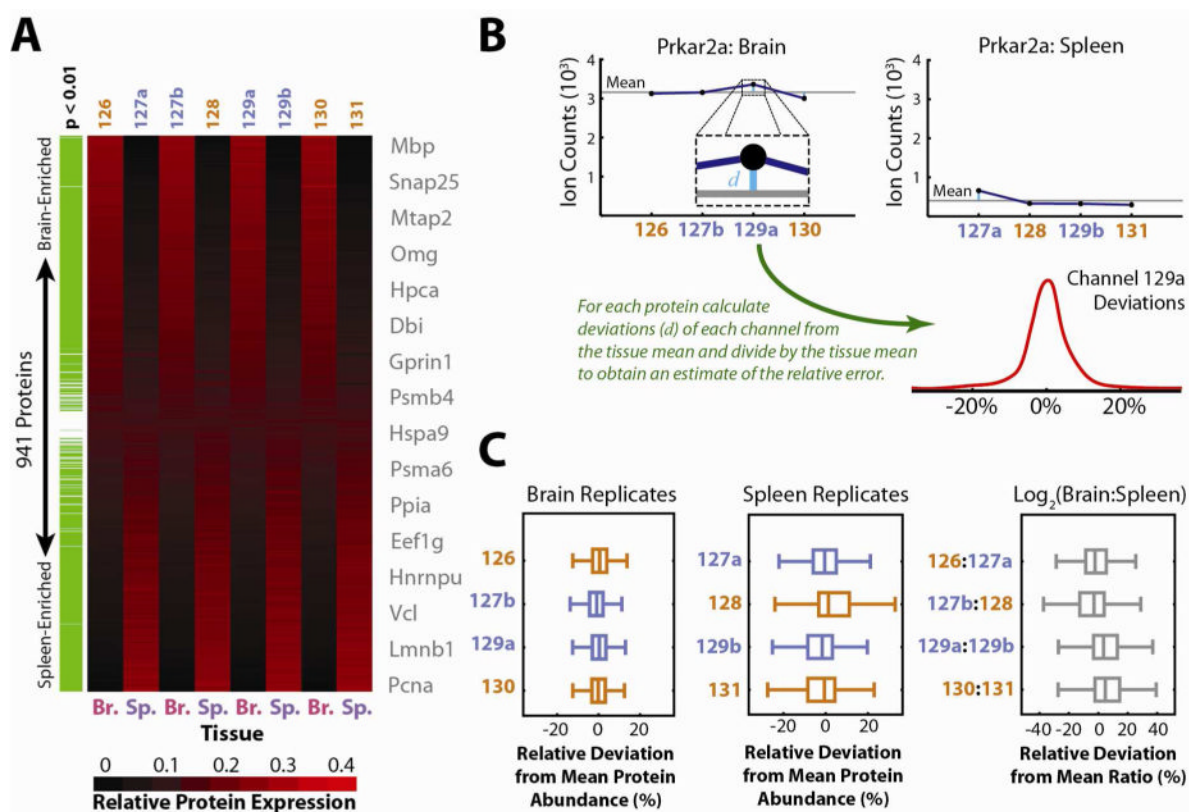 A
p < 0.01
126
127a
127b
128
129a
129b
130
131
Brain-Enriched
941 Proteins
Spleen-Enriched
Mbp
Snap25
Mtap2
Omg
Hpca
Dbi
Gprin1
Psmb4
Hspa9
Psma6
Ppia
Eef1g
Hnrnpu
Vcl
Lmnb1
Pcna
Br. Sp. Br. Sp. Br. Sp. Br. Sp.
Tissue
0 0.1 0.2 0.3 0.4
Relative Protein Expression
B
Prkar2a: Brain
Ion Counts (10³)
4
3
2
1
Mean
d
126 127b 129a 130
Prkar2a: Spleen
Ion Counts (10³)
4
3
2
1
Mean
127a 128 129b 131
For each protein calculate
deviations (d) of each channel from
the tissue mean and divide by the tissue mean
to obtain an estimate of the relative error.
Channel 129a
Deviations
-20% 0% 20%
C
Brain Replicates
126
127b
129a
130
-20 0 20
Relative Deviation
from Mean Protein
Abundance (%)
Spleen Replicates
127a
128
129b
131
-20 0 20
Relative Deviation
from Mean Protein
Abundance (%)
Log₂(Brain:Spleen)
126:127a
127b:128
129a:129b
130:131
-40 -20 0 20 40
Relative Deviation
from Mean Ratio (%)